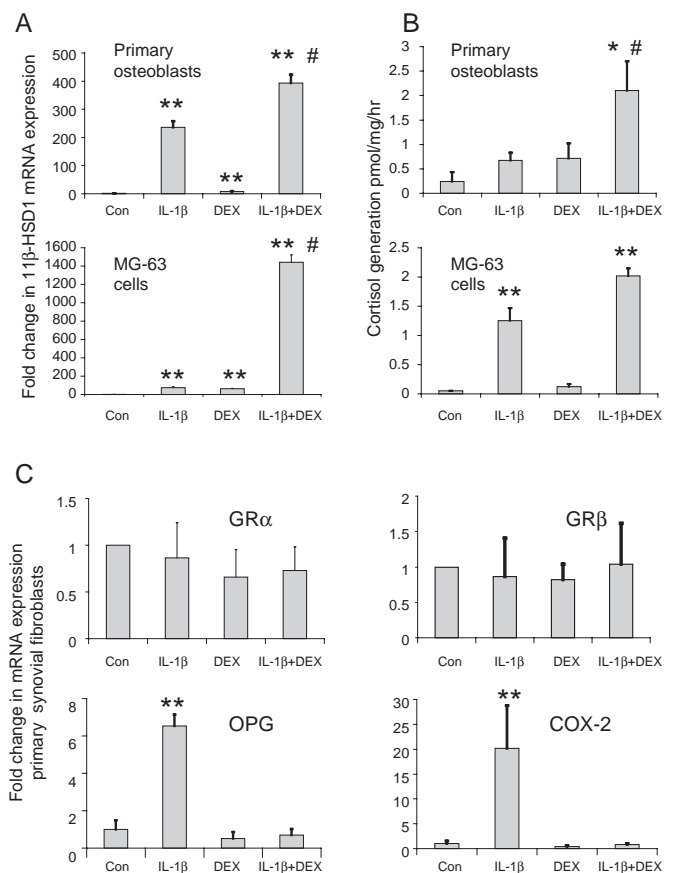 A
Fold change in 11β-HSD1 mRNA expression
Primary
osteoblasts
500
400
300
200
100
0
**
**
** #
Con IL-1β DEX IL-1β+DEX
MG-63
cells
1600
1400
1200
1000
800
600
400
200
0
**
**
** #
Con IL-1β DEX IL-1β+DEX
B
Cortisol generation pmol/mg/hr
Primary
osteoblasts
3
2.5
2
1.5
1
0.5
0
* #
Con IL-1β DEX IL-1β+DEX
MG-63
cells
2.5
2
1.5
1
0.5
0
**
**
Con IL-1β DEX IL-1β+DEX
C
Fold change in mRNA expression
primary synovial fibroblasts
GRα
1.5
1
0.5
0
Con IL-1β DEX IL-1β+DEX
GRβ
2
1.5
1
0.5
0
Con IL-1β DEX IL-1β+DEX
OPG
8
6
4
2
0
**
Con IL-1β DEX IL-1β+DEX
COX-2
30
25
20
15
10
5
0
**
Con IL-1β DEX IL-1β+DEX